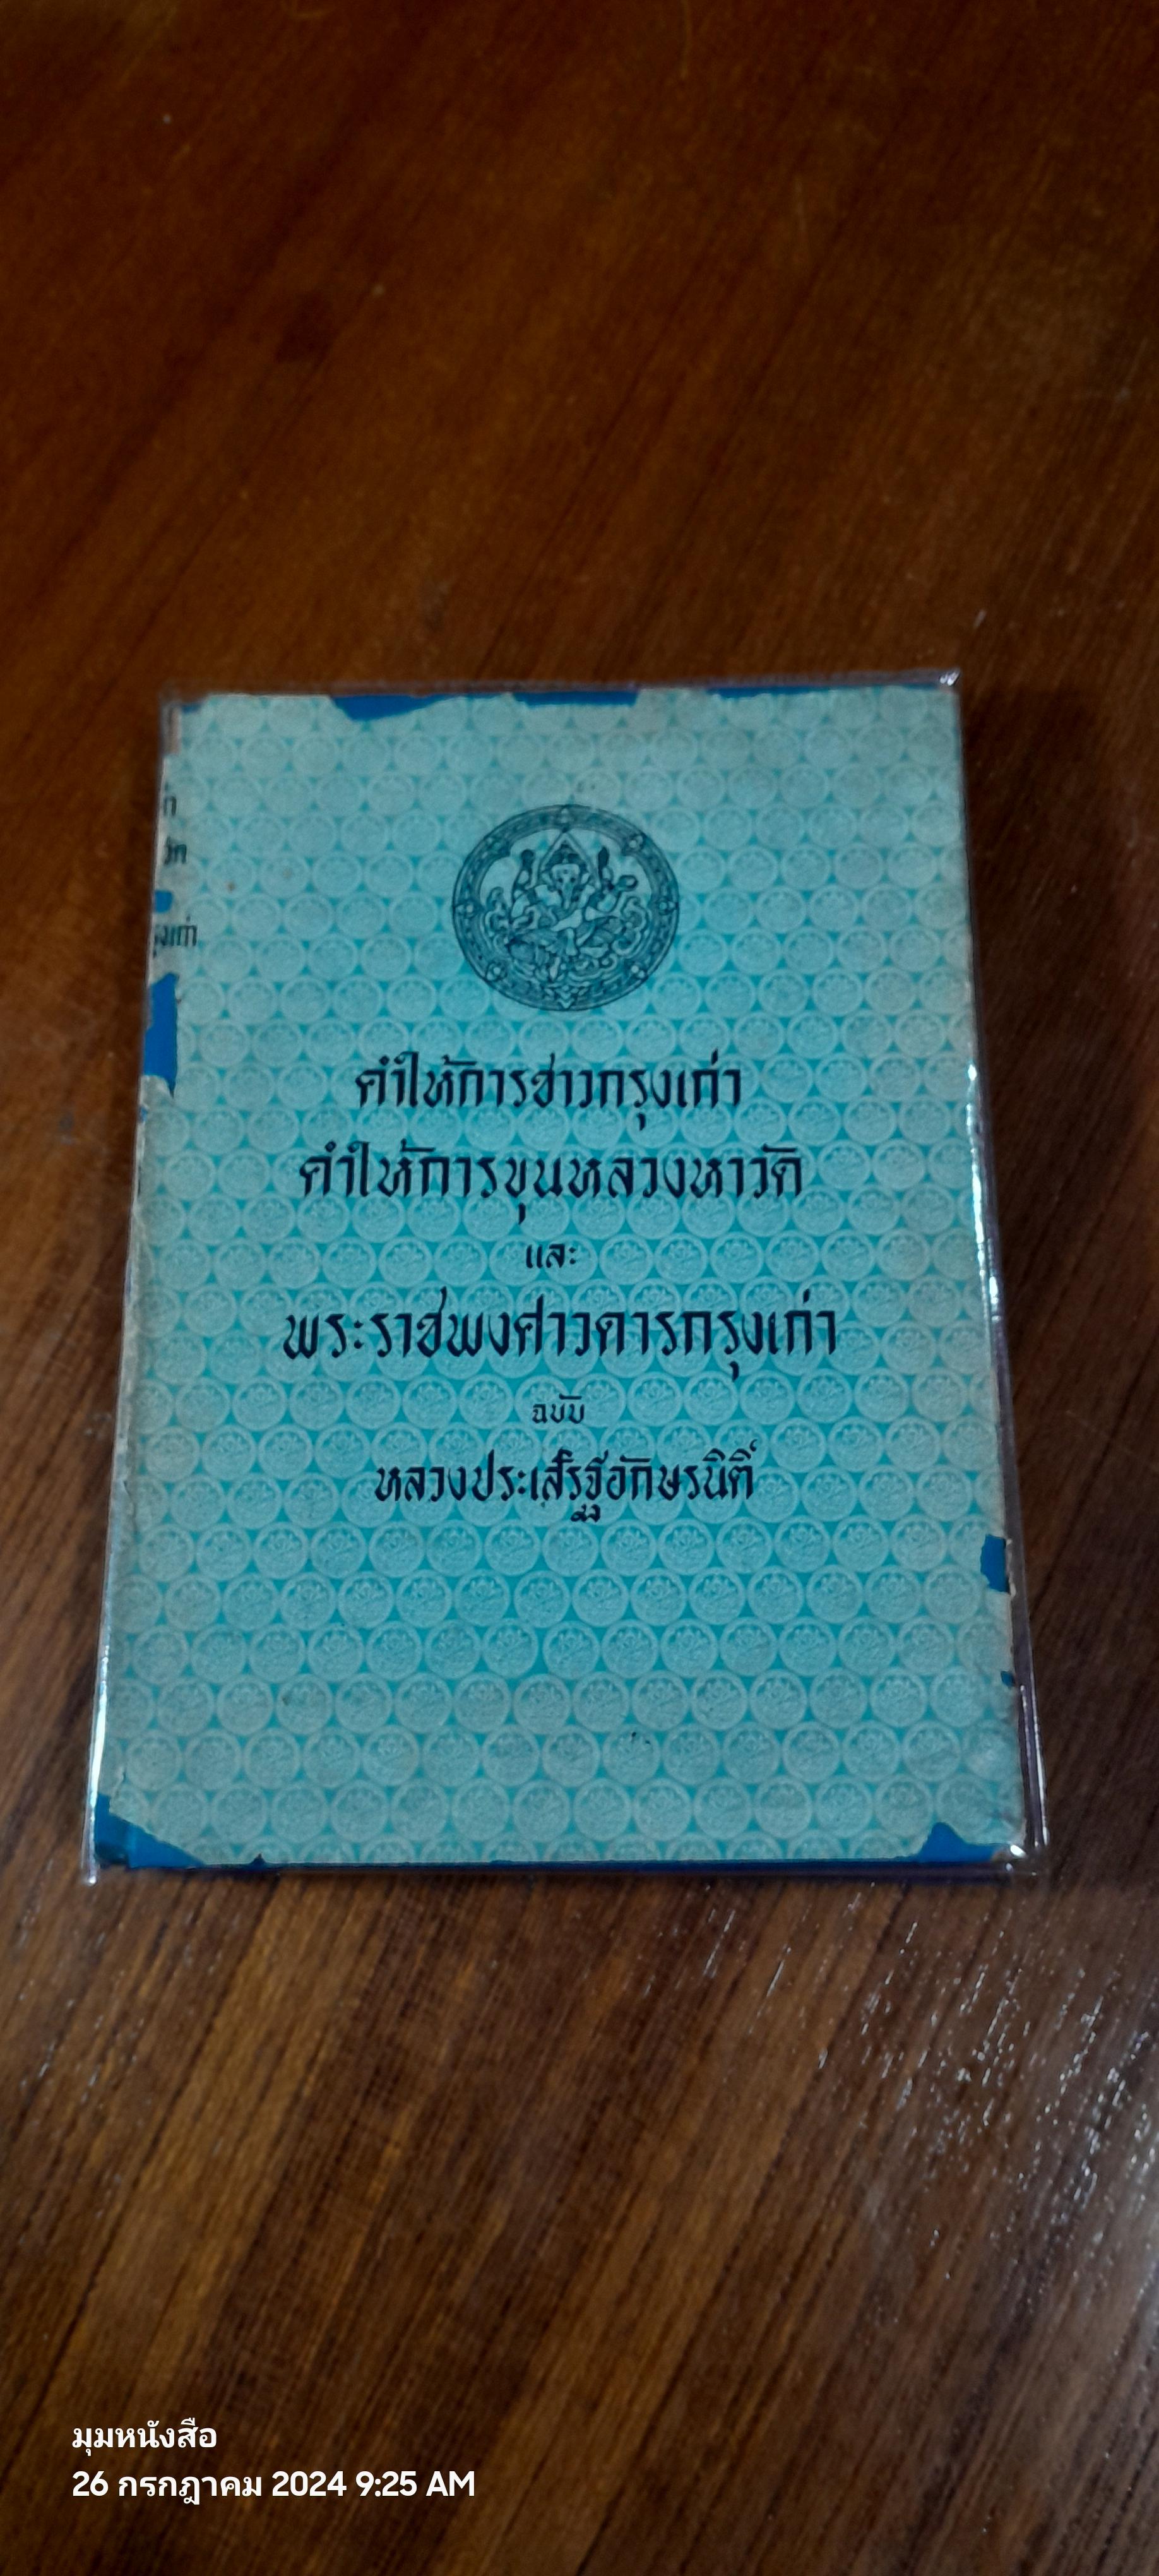 คำให้การชาวกรุงเก่า
คำให้การขุนหลวงหาวัด
และ
พระราชพงศาวดารกรุงเก่า
ฉบับ
หลวงประเสริฐอักษรนิติ์
มุมหนังสือ
26 กรกฎาคม 2024 9:25 AM